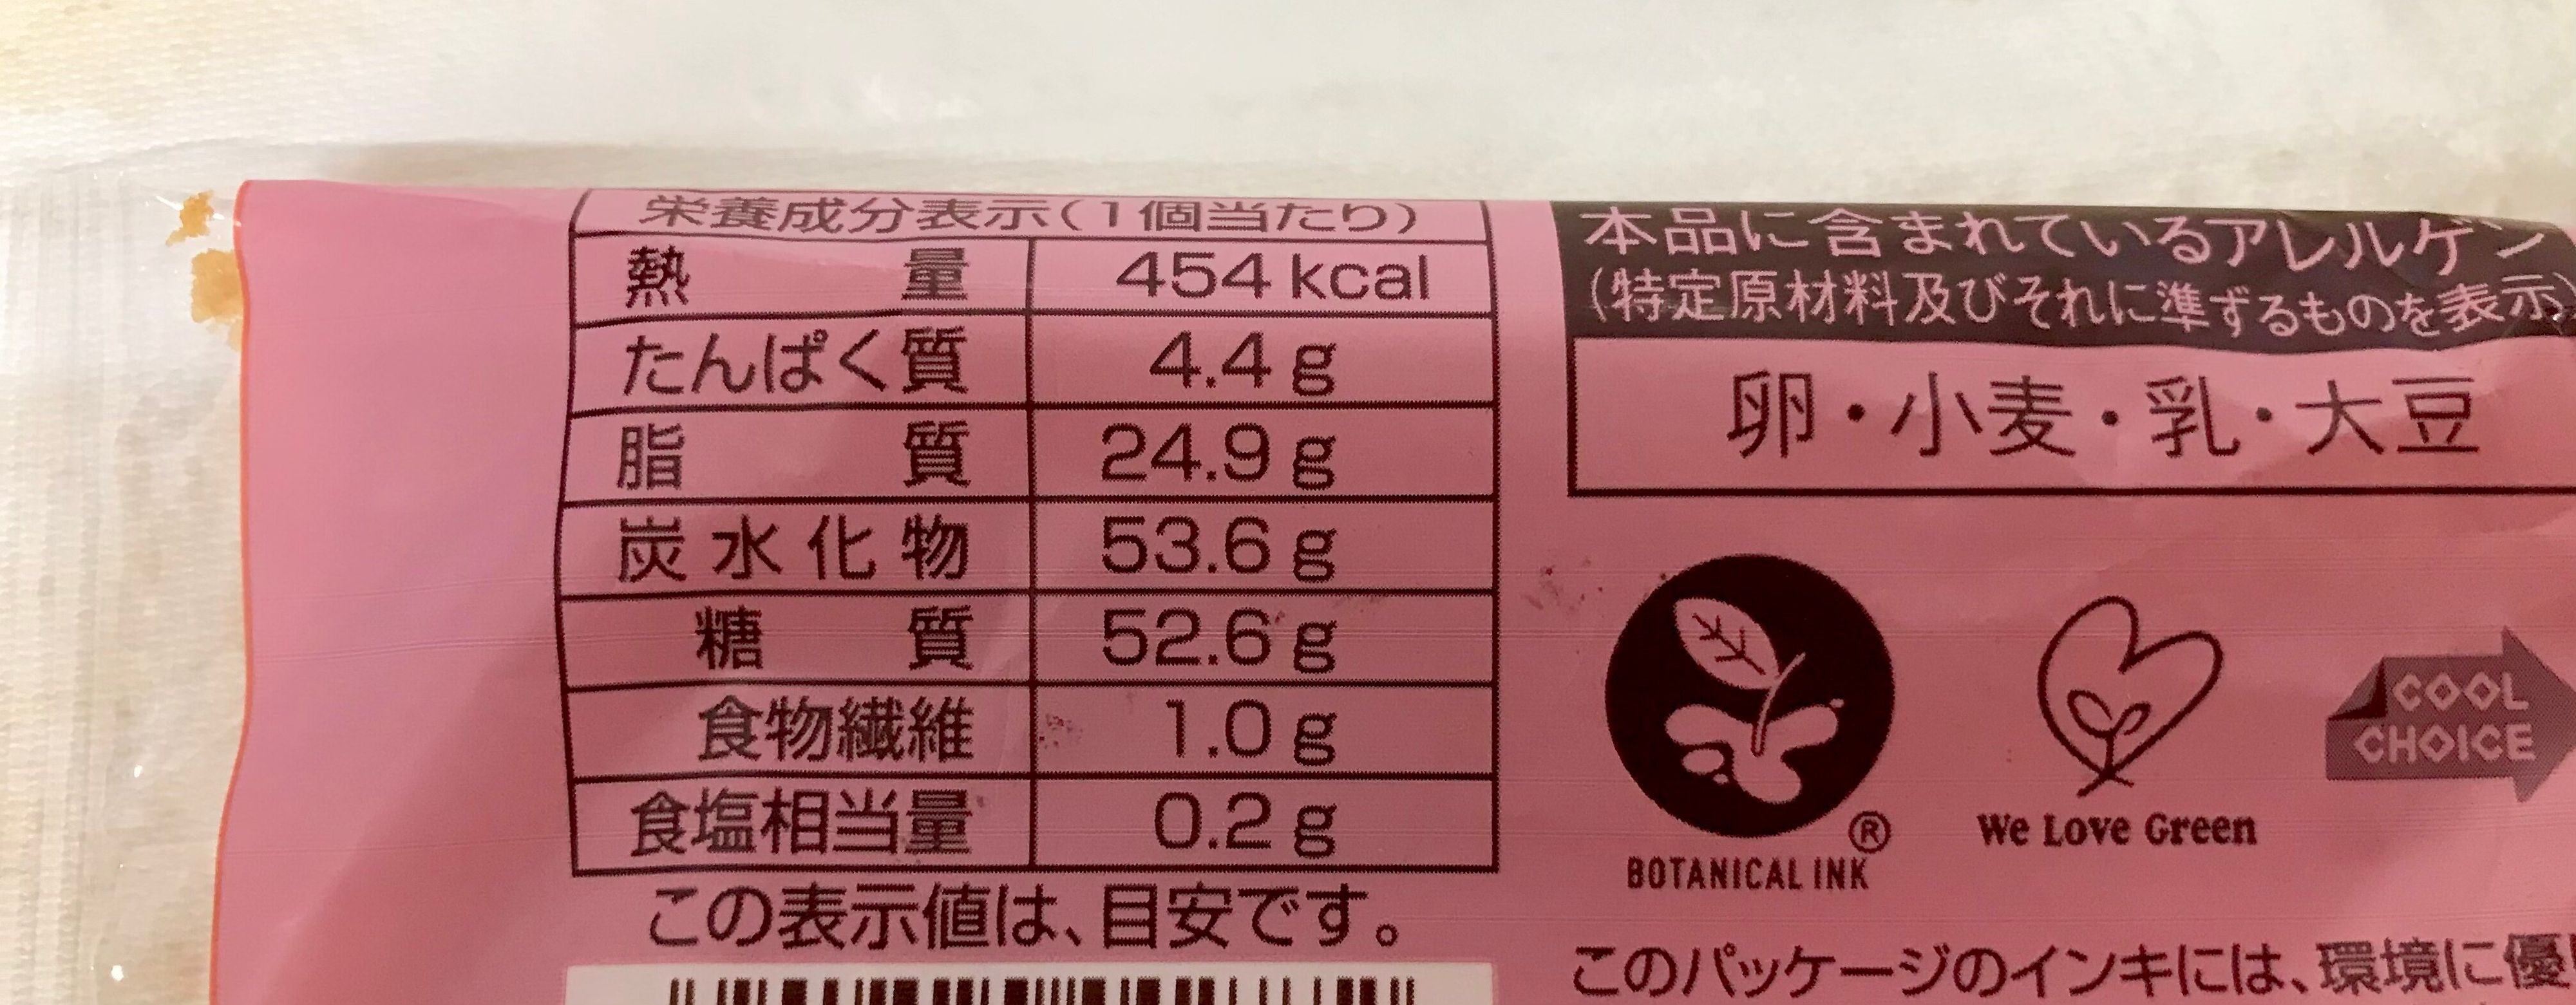 栄養成分表示(1個当たり)
熱量 454 kcal
たんぱく質 4.4 g
脂質 24.9 g
炭水化物 53.6 g
糖質 52.6 g
食物繊維 1.0 g
食塩相当量 0.2 g
この表示値は、目安です。
本品に含まれているアレルゲン
(特定原材料及びそれに準ずるものを表示)
卵・小麦・乳・大豆
®
BOTANICAL INK
We Love Green
COOL
CHOICE
このパッケージのインキには、環境に優